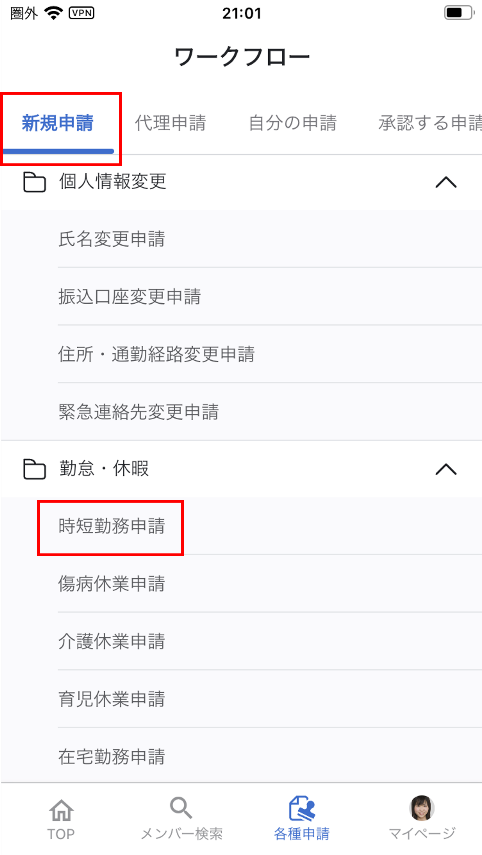 圏外 VPN 21:01
ワークフロー
新規申請 代理申請 自分の申請 承認する申請
個人情報変更
氏名変更申請
振込口座変更申請
住所・通勤経路変更申請
緊急連絡先変更申請
勤怠・休暇
時短勤務申請
傷病休業申請
介護休業申請
育児休業申請
在宅勤務申請
TOP メンバー検索 各種申請 マイページ